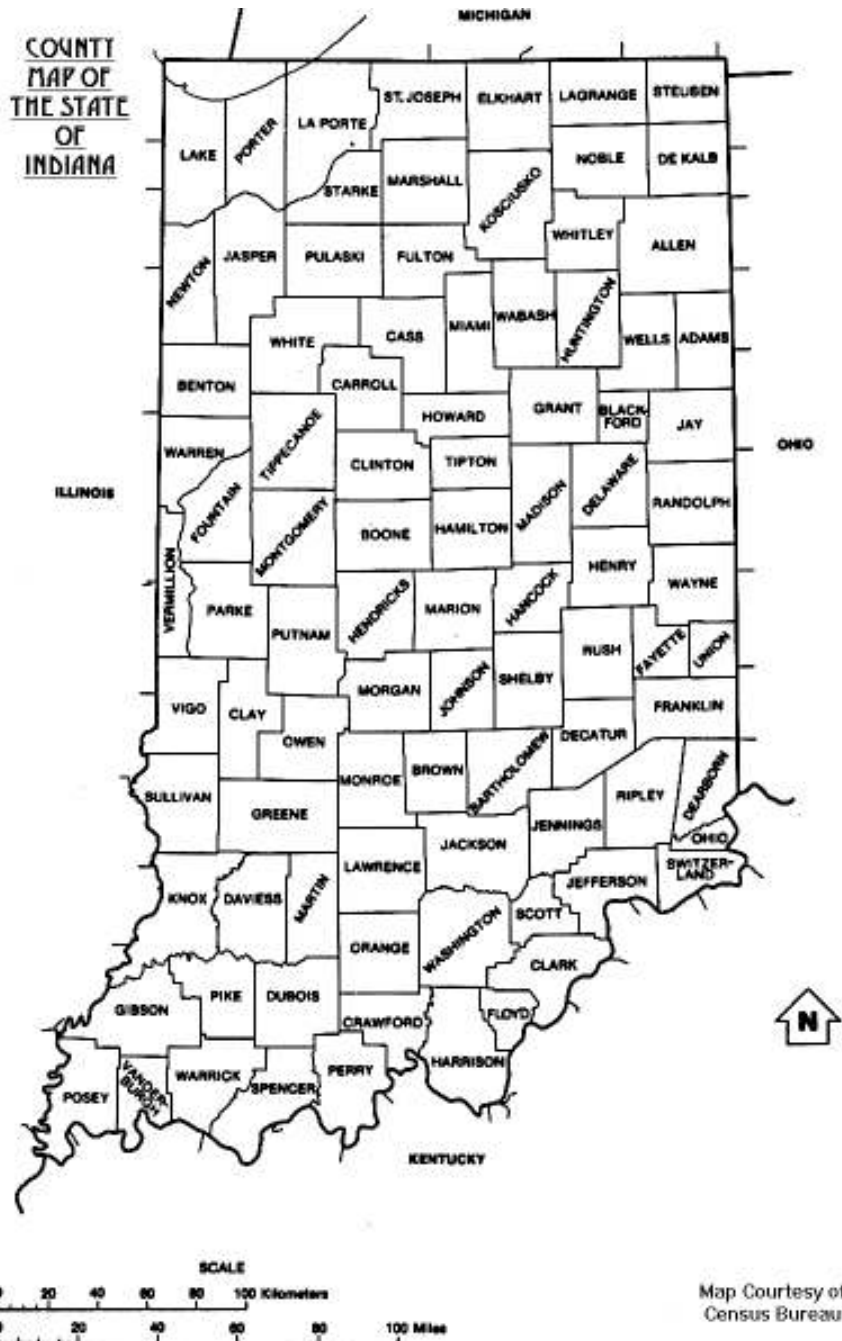 COUNTY
MAP OF
THE STATE
OF
INDIANA
MICHIGAN
ST. JOSEPH
ELKHART
LAGRANGE
STEUBEN
LA PORTE
PORTER
LAKE
NOBLE
DE KALB
STARKE
MARSHALL
KOSCIUSKO
WHITLEY
ALLEN
NEWTON
JASPER
PULASKI
FULTON
WHITE
CASS
MIAMI
WABASH
HUNTINGTON
WELLS
ADAMS
BENTON
CARROLL
HOWARD
GRANT
BLACK-
FORD
JAY
OHIO
WARREN
TIPPECANOE
CLINTON
TIPTON
MADISON
DELAWARE
RANDOLPH
ILLINOIS
FOUNTAIN
MONTGOMERY
BOONE
HAMILTON
HENRY
WAYNE
VERMILLION
PARKE
PUTNAM
HENDRICKS
MARION
HANCOCK
RUSH
FAYETTE
UNION
VIGO
CLAY
OWEN
MORGAN
JOHNSON
SHELBY
FRANKLIN
DECATUR
SULLIVAN
GREENE
MONROE
BROWN
BARTHOLOMEW
JENNINGS
RIPLEY
DEARBORN
OHIO
SWITZER-
LAND
JACKSON
LAWRENCE
JEFFERSON
KNOX
DAVIESS
MARTIN
ORANGE
WASHINGTON
SCOTT
CLARK
GIBSON
PIKE
DUBOIS
CRAWFORD
FLOYD
HARRISON
N
POSEY
VANDER-
BURGH
WARRICK
SPENCER
PERRY
KENTUCKY
SCALE
0 20 40 60 80 100 Kilometers
0 20 40 60 80 100 Miles
Map Courtesy of
Census Bureau